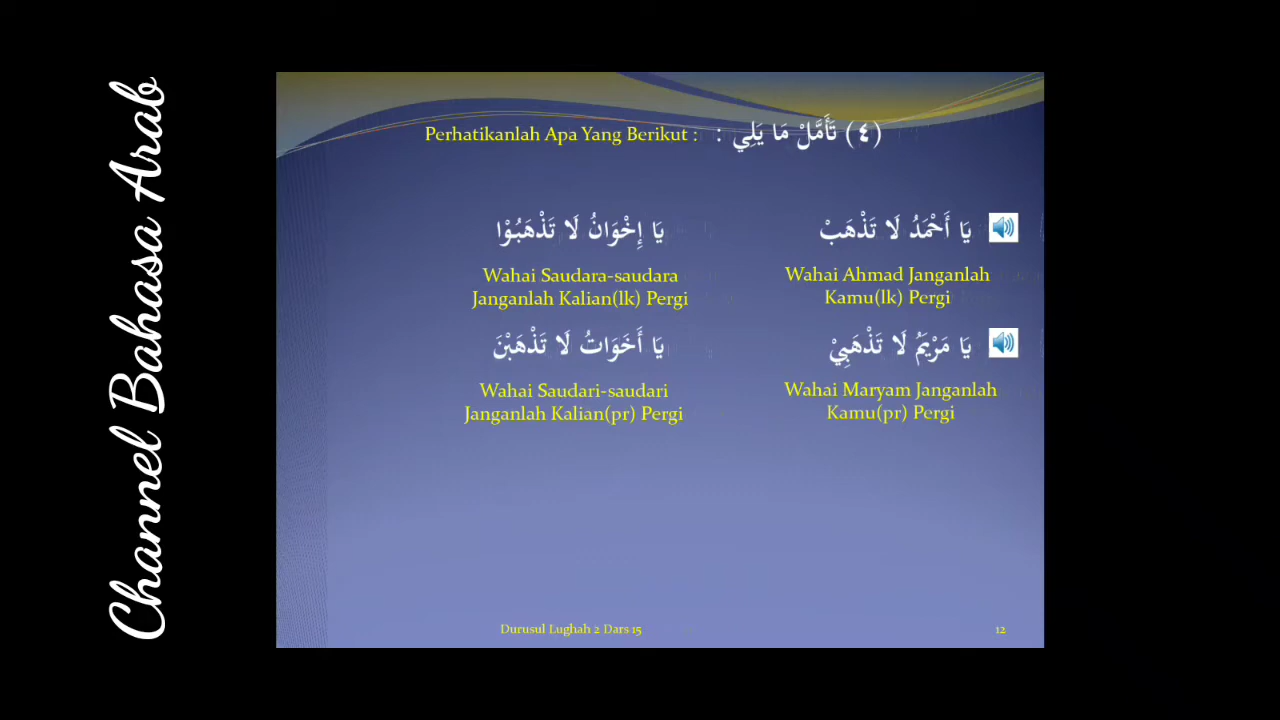 Channel Bahasa Arab
(٤) تَأَمَّلْ مَا يَلِي : Perhatikanlah Apa Yang Berikut :
يَا أَحْمَدُ لَا تَذْهَبْ
Wahai Ahmad Janganlah
Kamu(lk) Pergi
يَا إِخْوَانُ لَا تَذْهَبُوْا
Wahai Saudara-saudara
Janganlah Kalian(lk) Pergi
يَا مَرْيَمُ لَا تَذْهَبِيْ
Wahai Maryam Janganlah
Kamu(pr) Pergi
يَا أَخَوَاتُ لَا تَذْهَبْنَ
Wahai Saudari-saudari
Janganlah Kalian(pr) Pergi
Durusul Lughah 2 Dars 15
12